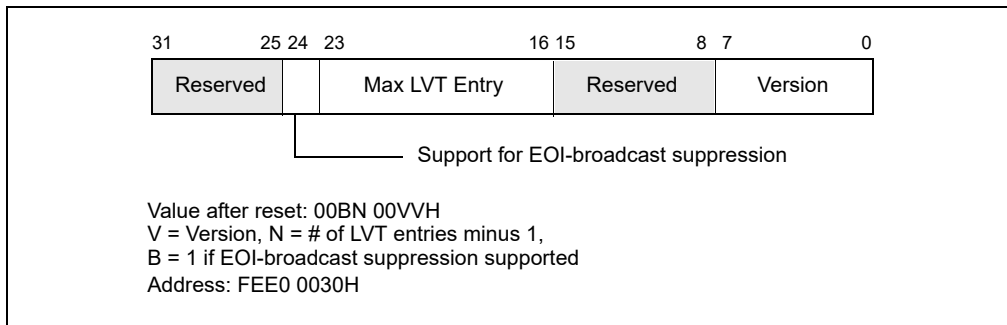 31 25 24 23 16 15 8 7 0
Reserved Max LVT Entry Reserved Version
Support for EOI-broadcast suppression
Value after reset: 00BN 00VVH
V = Version, N = # of LVT entries minus 1,
B = 1 if EOI-broadcast suppression supported
Address: FEE0 0030H